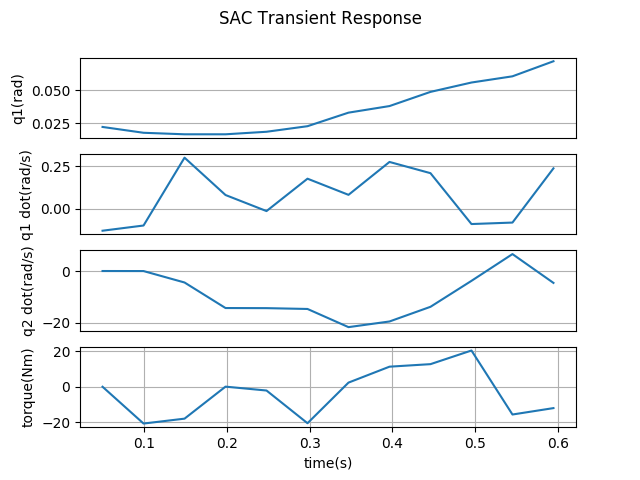 SAC Transient Response
q1(rad)
0.050
0.025
q1 dot(rad/s)
0.25
0.00
q2 dot(rad/s)
0
−20
torque(Nm)
20
0
−20
0.1 0.2 0.3 0.4 0.5 0.6
time(s)